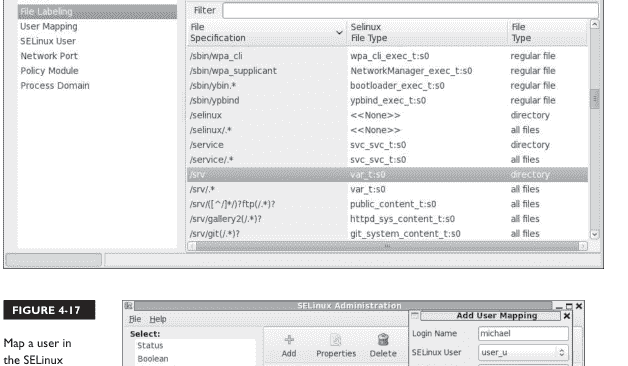 File Labeling
User Mapping
SELinux User
Network Port
Policy Module
Process Domain
Filter
File Specification Selinux File Type File Type
/sbin/wpa_cli wpa_cli_exec_t:s0 regular file
/sbin/wpa_supplicant NetworkManager_exec_t:s0 regular file
/sbin/ybin.* bootloader_exec_t:s0 regular file
/sbin/ypbind ypbind_exec_t:s0 regular file
/selinux <<None>> directory
/selinux/.* <<None>> all files
/service svc_svc_t:s0 directory
/service/.* svc_svc_t:s0 all files
/srv var_t:s0 directory
/srv/.* var_t:s0 all files
/srv/([^/]*/)?ftp(/.*)? public_content_t:s0 all files
/srv/gallery2(/.*)? httpd_sys_content_t:s0 all files
/srv/git(/.*)? git_system_content_t:s0 all files
FIGURE 4-17
Map a user in
the SELinux
SELinux Administration
File Help
Select:
Status
Boolean
Add Properties Delete
Add User Mapping
Login Name michael
SELinux User user_u